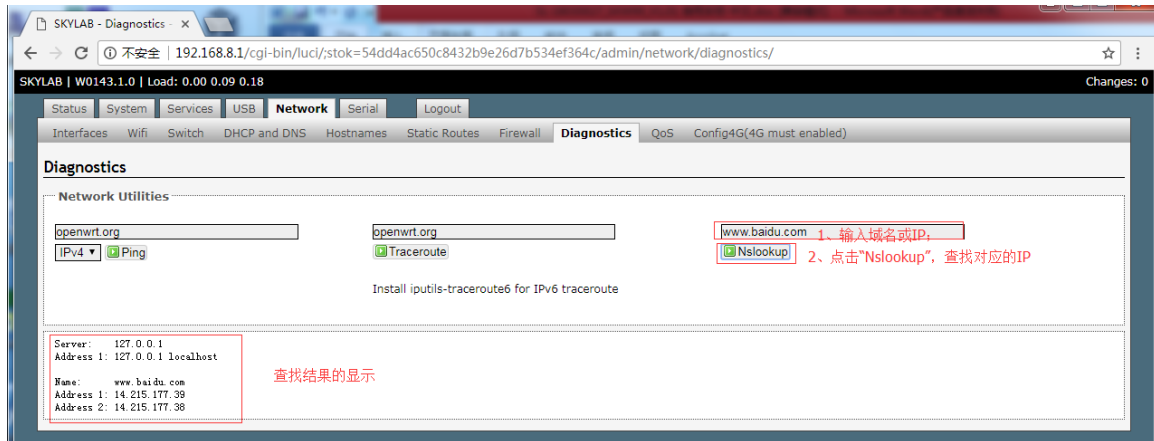 SKYLAB - Diagnostics -
不安全 | 192.168.8.1/cgi-bin/luci/;stok=54dd4ac650c8432b9e26d7b534ef364c/admin/network/diagnostics/
SKYLAB | W0143.1.0 | Load: 0.00 0.09 0.18 Changes: 0
Status System Services USB Network Serial Logout
Interfaces Wifi Switch DHCP and DNS Hostnames Static Routes Firewall Diagnostics QoS Config4G(4G must enabled)
Diagnostics
Network Utilities
openwrt.org openwrt.org www.baidu.com 1、输入域名或IP;
IPv4 Ping Traceroute Nslookup 2、点击“Nslookup”，查找对应的IP
Install iputils-traceroute6 for IPv6 traceroute
Server: 127.0.0.1
Address 1: 127.0.0.1 localhost
查找结果的显示
Name: www.baidu.com
Address 1: 14.215.177.39
Address 2: 14.215.177.38